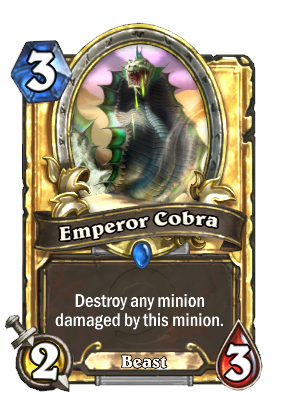 3
Emperor Cobra
Destroy any minion
damaged by this minion.
2
Beast
3